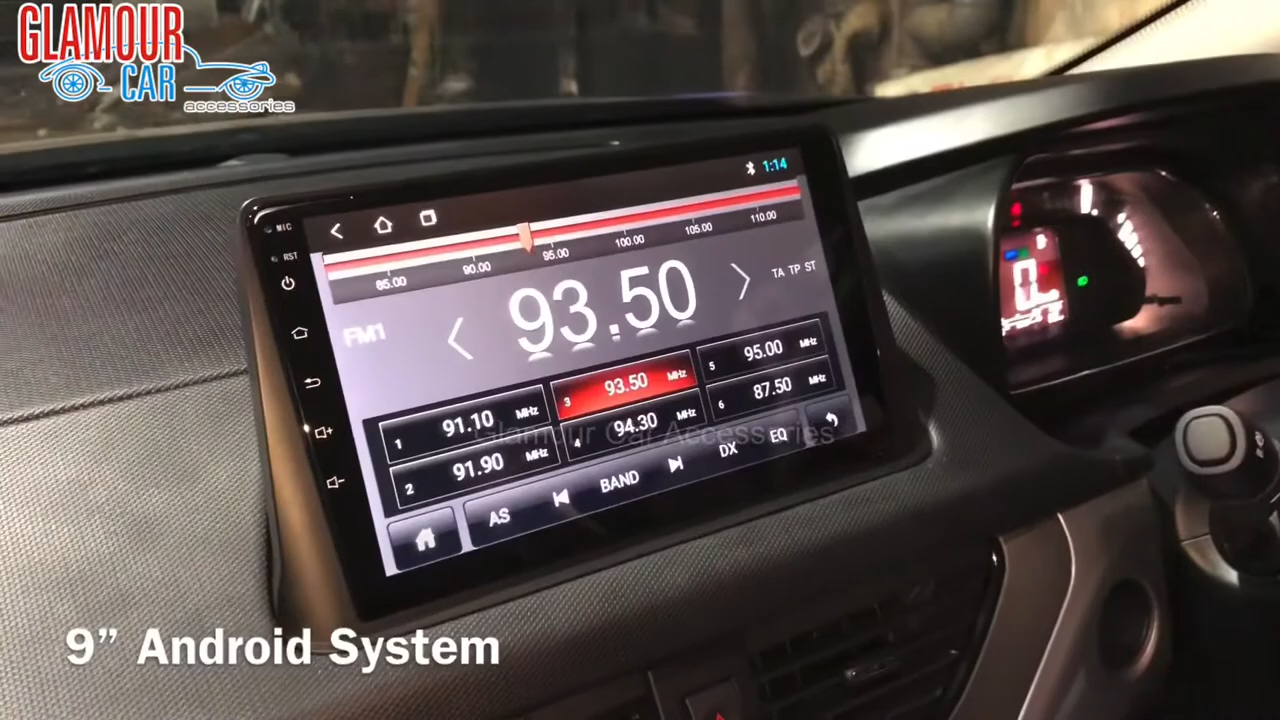 GLAMOUR
CAR
accessories
MIC
RST
1:14
85.00 90.00 95.00 100.00 105.00 110.00
FM1
93.50
TA TP ST
1 91.10 MHz
3 93.50 MHz
5 95.00 MHz
2 91.90 MHz
4 94.30 MHz
6 87.50 MHz
AS BAND DX EQ
Glamour Car Accessories
9” Android System